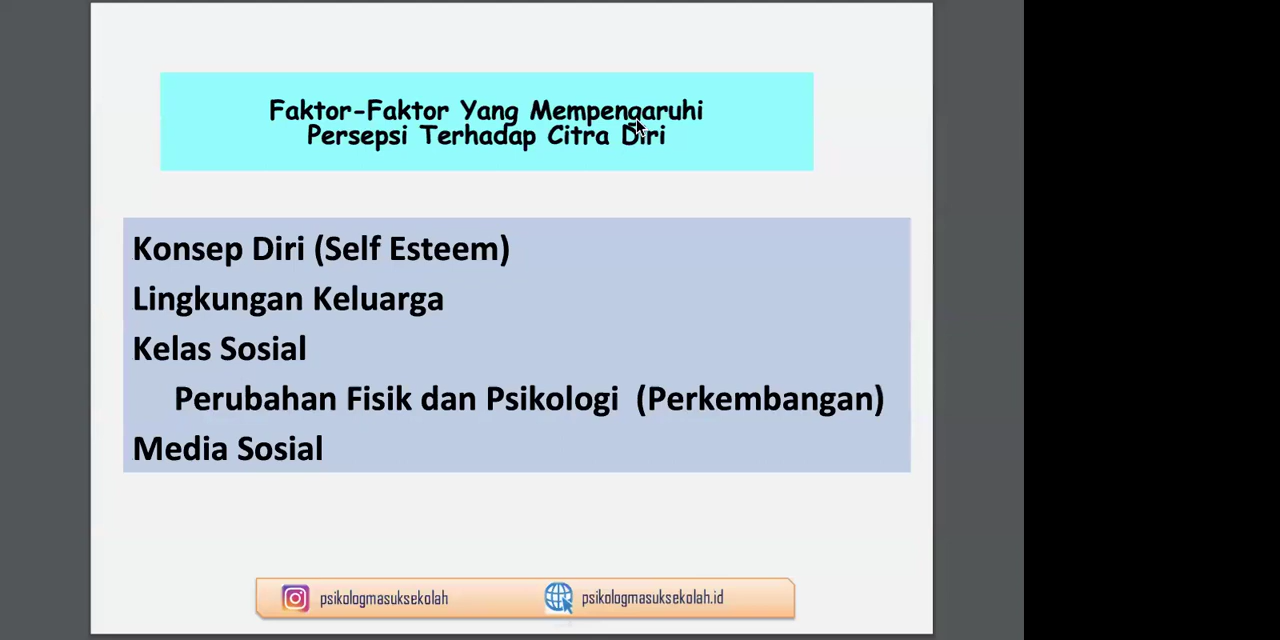 Faktor-Faktor Yang Mempengaruhi
Persepsi Terhadap Citra Diri
Konsep Diri (Self Esteem)
Lingkungan Keluarga
Kelas Sosial
Perubahan Fisik dan Psikologi (Perkembangan)
Media Sosial
psikologmasuksekolah
psikologmasuksekolah.id